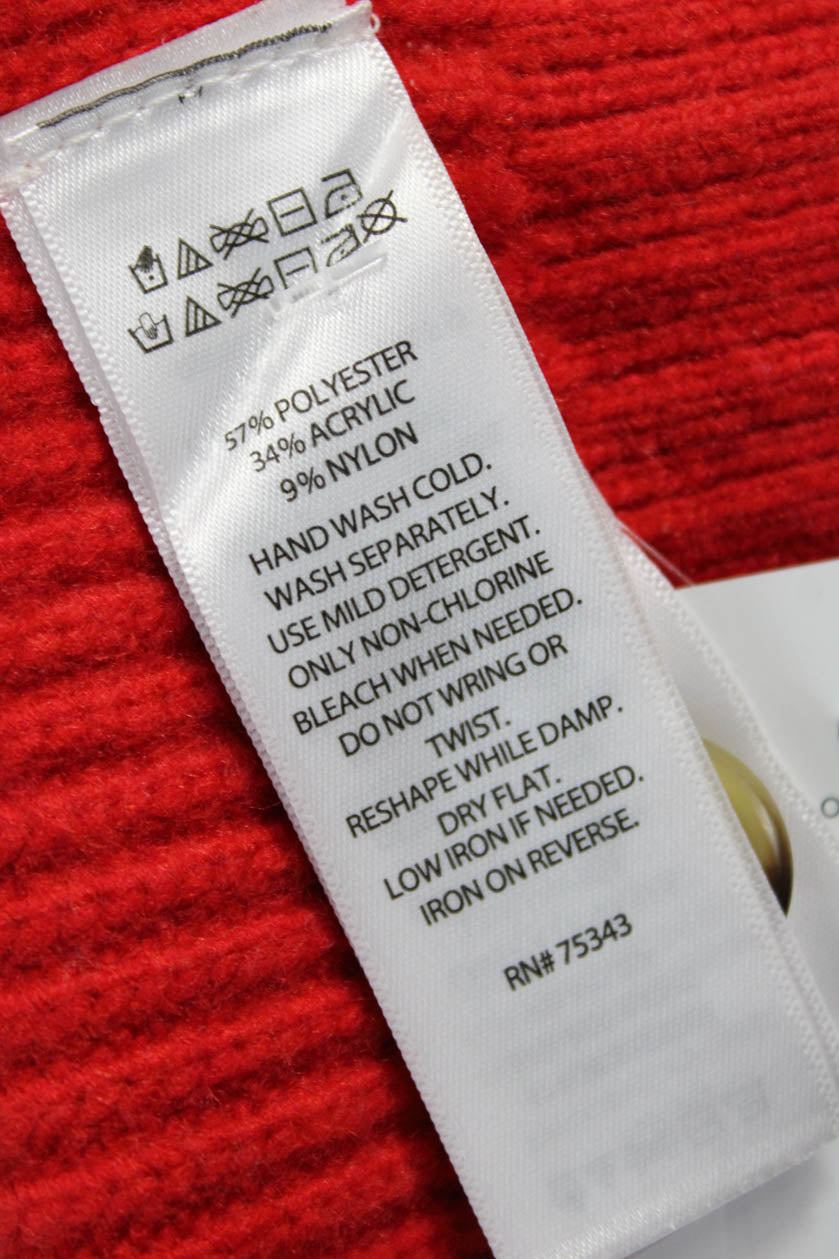 57% POLYESTER
34% ACRYLIC
9% NYLON
HAND WASH COLD.
WASH SEPARATELY.
USE MILD DETERGENT.
ONLY NON-CHLORINE
BLEACH WHEN NEEDED.
DO NOT WRING OR
TWIST.
RESHAPE WHILE DAMP.
DRY FLAT.
LOW IRON IF NEEDED.
IRON ON REVERSE.
RN# 75343